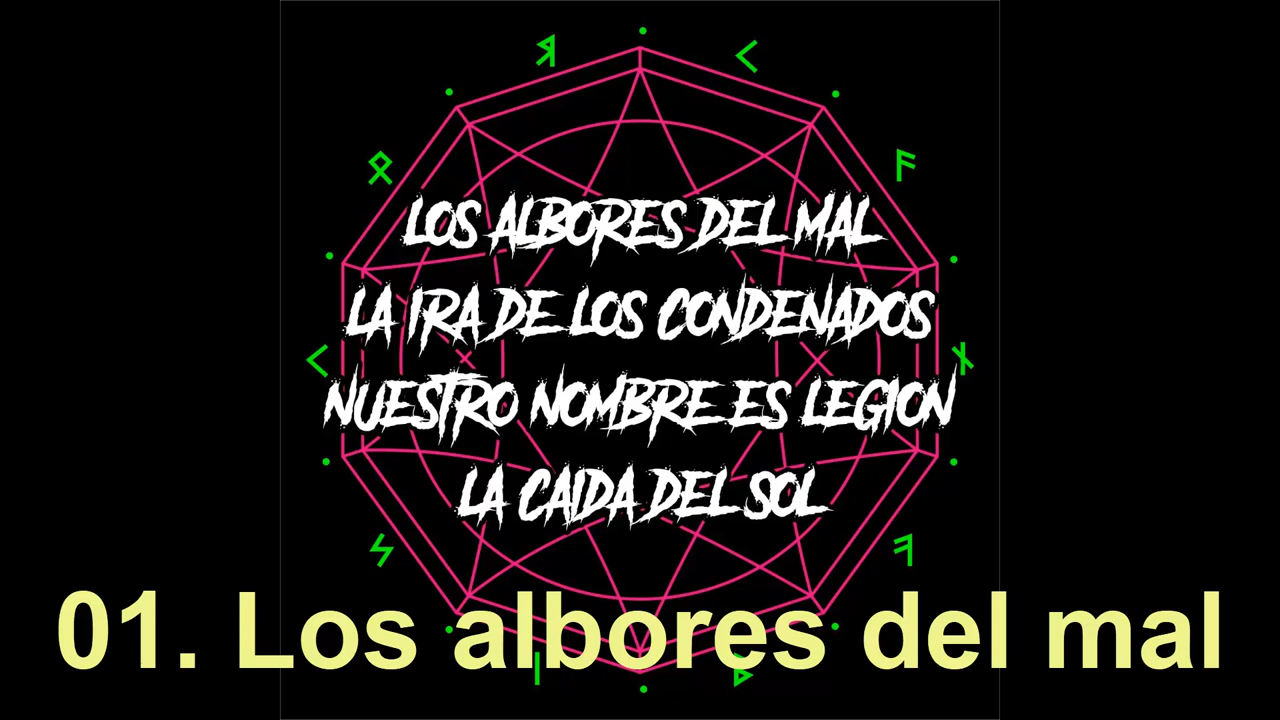 LOS ALBORES DEL MAL
LA IRA DE LOS CONDENADOS
NUESTRO NOMBRE ES LEGION
LA CAIDA DEL SOL
01. Los albores del mal